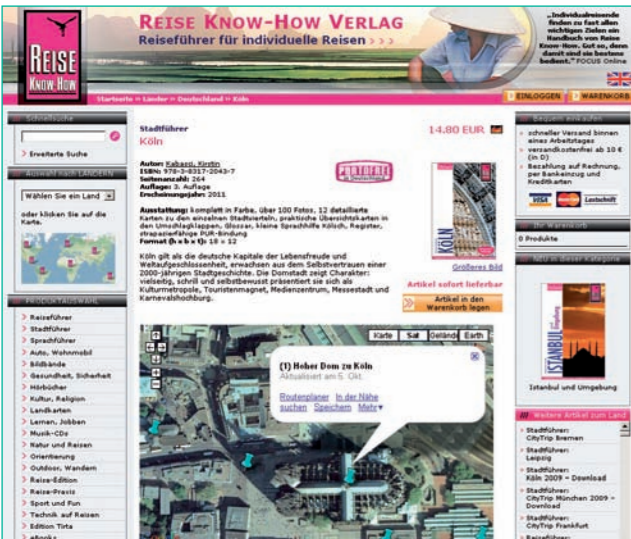 REISE KNOW-HOW VERLAG
Reiseführer für individuelle Reisen > > >
„Individualreisende
finden zu fast allen
wichtigen Zielen ein
Handbuch von Reise
Know-How. Gut so, denn
damit sind sie bestens
bedient." FOCUS Online
REISE
KNOW-HOW
Startseite » Länder » Deutschland » Köln
EINLOGGEN
WARENKORB
Schnellsuche
> Erweiterte Suche
Auswahl nach LÄNDERN
Wählen Sie ein Land
oder klicken Sie auf die
Karte.
PRODUKTAUSWAHL
> Reiseführer
> Stadtführer
> Sprachführer
> Auto, Wohnmobil
> Bildbände
> Gesundheit, Sicherheit
> Hörbücher
> Kultur, Religion
> Landkarten
> Lernen, Jobben
> Musik-CDs
> Natur und Reisen
> Orientierung
> Outdoor, Wandern
> Reise-Edition
> Reise-Praxis
> Sport und Fun
> Technik auf Reisen
> Edition Tirta
> eBooks
Stadtführer
Köln
14.80 EUR
Autor: Kabasci, Kirstin
ISBN: 978-3-8317-2043-7
Seitenanzahl: 264
Auflage: 3. Auflage
Erscheinungsjahr: 2011
PORTOFREI
in Deutschland
Ausstattung: komplett in Farbe, über 100 Fotos, 12 detaillierte
Karten zu den einzelnen Stadtvierteln, praktische Übersichtskarten in
den Umschlagklappen, Glossar, kleine Sprachhilfe Kölsch, Register,
strapazierfähige PUR-Bindung
Format (h x b x t): 18 x 12
Köln gilt als die deutsche Kapitale der Lebensfreude und
Weltaufgeschlossenheit, erwachsen aus dem Selbstvertrauen einer
2000-jährigen Stadtgeschichte. Die Domstadt zeigt Charakter:
vielseitig, schrill und selbstbewusst präsentiert sie sich als
Kulturmetropole, Touristenmagnet, Medienzentrum, Messestadt und
Karnevalshochburg.
KÖLN
Größeres Bild
Artikel sofort lieferbar
Artikel in den
Warenkorb legen
Karte
Sat
Gelände
Earth
(1) Hoher Dom zu Köln
Aktualisiert am 5. Okt.
Routenplaner In der Nähe
suchen Speichern Mehr▾
Bequem einkaufen
> schneller Versand binnen
eines Arbeitstages
> versandkostenfrei ab 10 €
(in D)
> Bezahlung auf Rechnung,
per Bankeinzug und
Kreditkarten
VISA
MasterCard
Lastschrift
Ihr Warenkorb
0 Produkte
NEU in dieser Kategorie
ISTANBUL
und Umgebung
Istanbul und Umgebung
/// Weitere Artikel zum Land
> Stadtführer:
CityTrip Bremen
> Stadtführer:
Leipzig
> Stadtführer:
Köln 2009 - Download
> Stadtführer:
CityTrip München 2009 -
Download
> Stadtführer:
CityTrip Frankfurt
> Reiseführer: